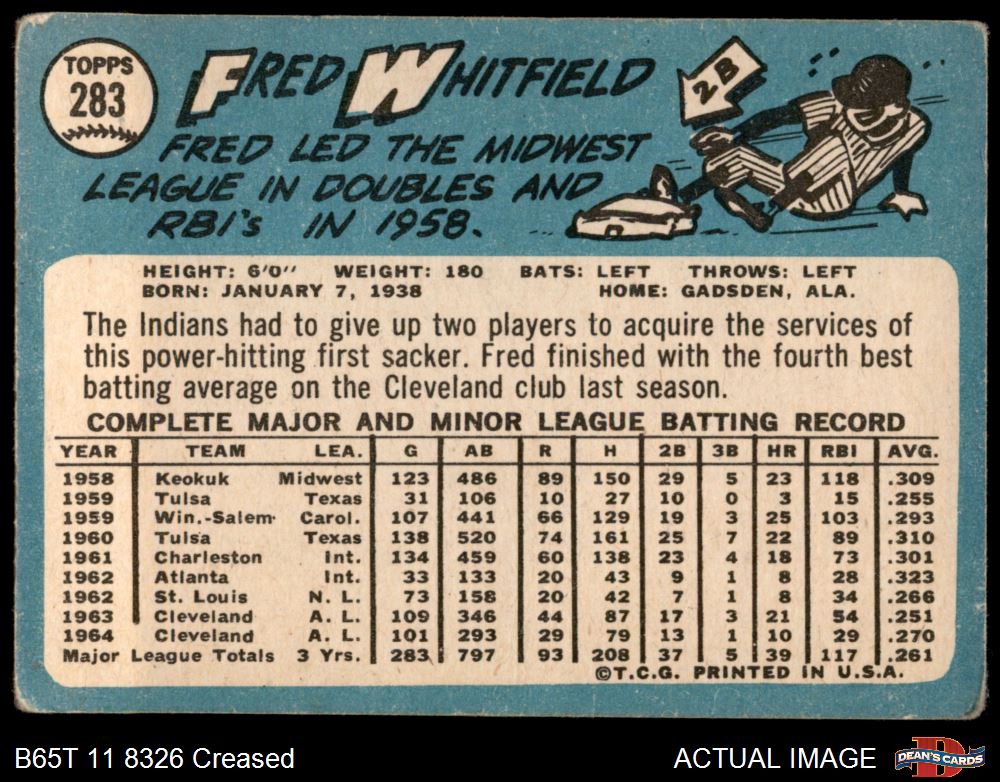 TOPPS
283
FRED WHITFIELD
2B
FRED LED THE MIDWEST
LEAGUE IN DOUBLES AND
RBI's IN 1958.
HEIGHT: 6'0" WEIGHT: 180 BATS: LEFT THROWS: LEFT
BORN: JANUARY 7, 1938 HOME: GADSDEN, ALA.
The Indians had to give up two players to acquire the services of
this power-hitting first sacker. Fred finished with the fourth best
batting average on the Cleveland club last season.
COMPLETE MAJOR AND MINOR LEAGUE BATTING RECORD
YEAR TEAM LEA. G AB R H 2B 3B HR RBI AVG.
1958 Keokuk Midwest 123 486 89 150 29 5 23 118 .309
1959 Tulsa Texas 31 106 10 27 10 0 3 15 .255
1959 Win.-Salem Carol. 107 441 66 129 19 3 25 103 .293
1960 Tulsa Texas 138 520 74 161 25 7 22 89 .310
1961 Charleston Int. 134 459 60 138 23 4 18 73 .301
1962 Atlanta Int. 33 133 20 43 9 1 8 28 .323
1962 St. Louis N. L. 73 158 20 42 7 1 8 34 .266
1963 Cleveland A. L. 109 346 44 87 17 3 21 54 .251
1964 Cleveland A. L. 101 293 29 79 13 1 10 29 .270
Major League Totals 3 Yrs. 283 797 93 208 37 5 39 117 .261
©T.C.G. PRINTED IN U.S.A.
B65T 11 8326 Creased
ACTUAL IMAGE
D
DEAN'S CARDS